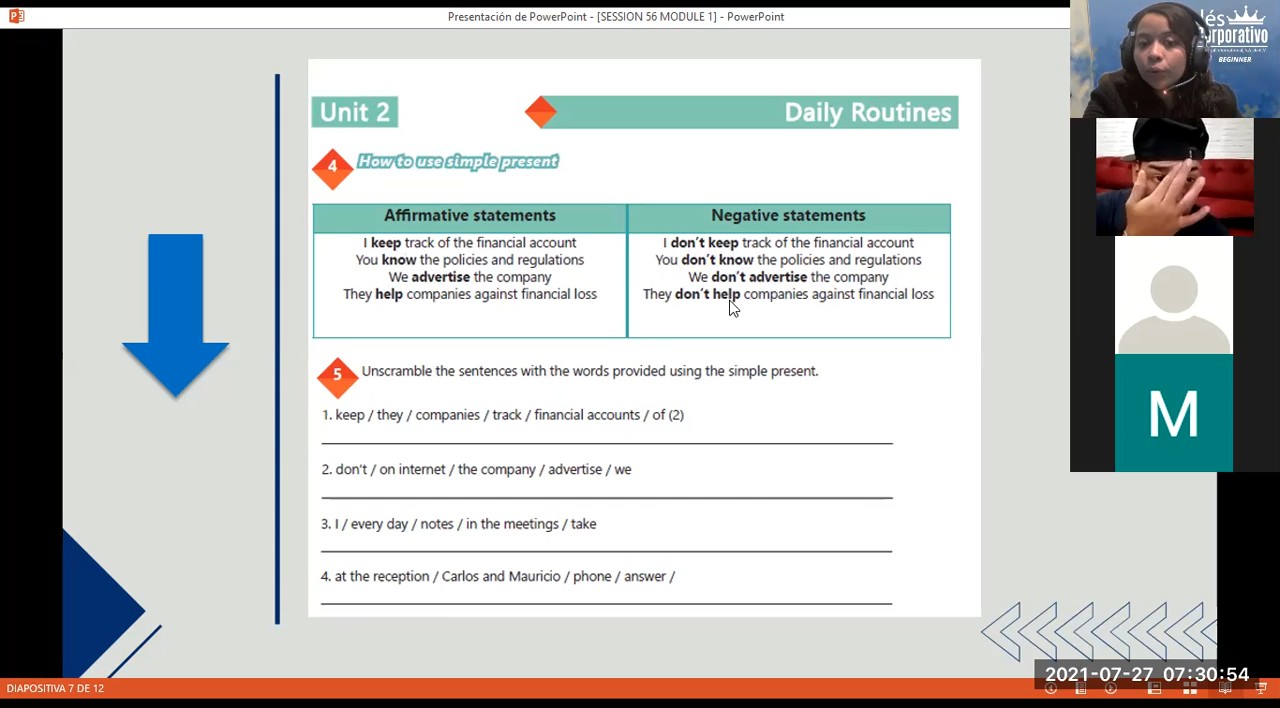 Presentación de PowerPoint - [SESSION 56 MODULE 1] - PowerPoint
lés
Corporativo
BEGINNER
Unit 2
Daily Routines
4
How to use simple present
Affirmative statements
I keep track of the financial account
You know the policies and regulations
We advertise the company
They help companies against financial loss
Negative statements
I don't keep track of the financial account
You don't know the policies and regulations
We don't advertise the company
They don't help companies against financial loss
5
Unscramble the sentences with the words provided using the simple present.
1. keep / they / companies / track / financial accounts / of (2)
2. don't / on internet / the company / advertise / we
3. I / every day / notes / in the meetings / take
4. at the reception / Carlos and Mauricio / phone / answer /
M
2021-07-27 07:30:54
DIAPOSITIVA 7 DE 12